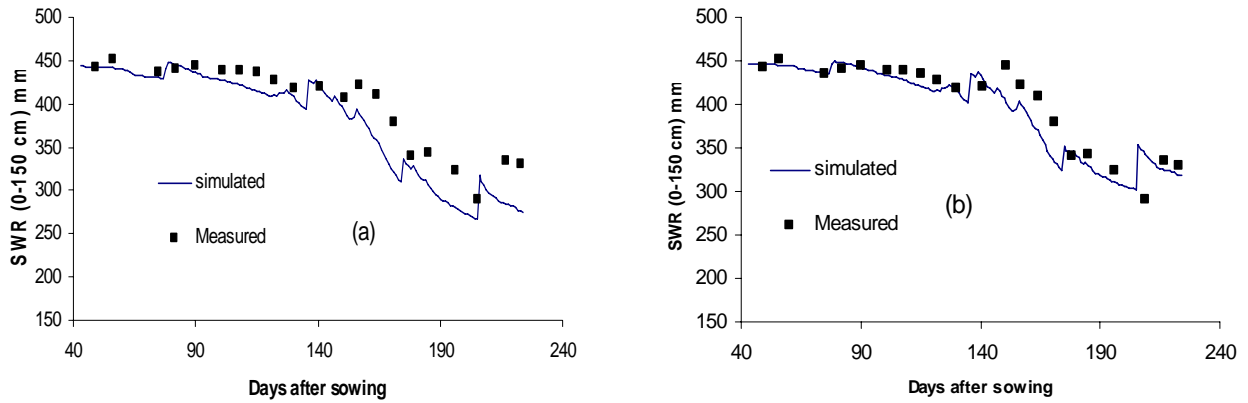 500
450
400
350
300
250
200
150
SWR (0-150 cm) mm
simulated
Measured
(a)
40 90 140 190 240
Days after sowing
500
450
400
350
300
250
200
150
SWR (0-150 cm) mm
simulated
Measured
(b)
40 90 140 190 240
Days after sowing